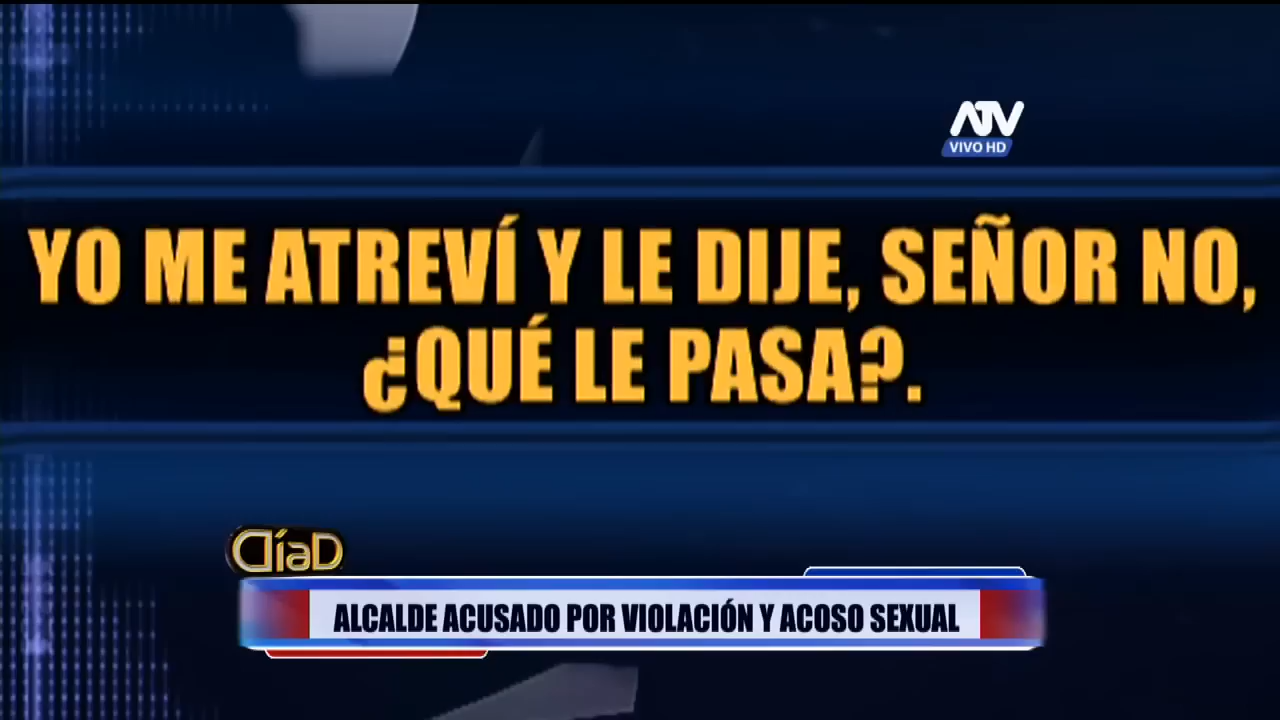 ATV
VIVO HD
YO ME ATREVÍ Y LE DIJE, SEÑOR NO,
¿QUÉ LE PASA?.
DíaD
ALCALDE ACUSADO POR VIOLACIÓN Y ACOSO SEXUAL